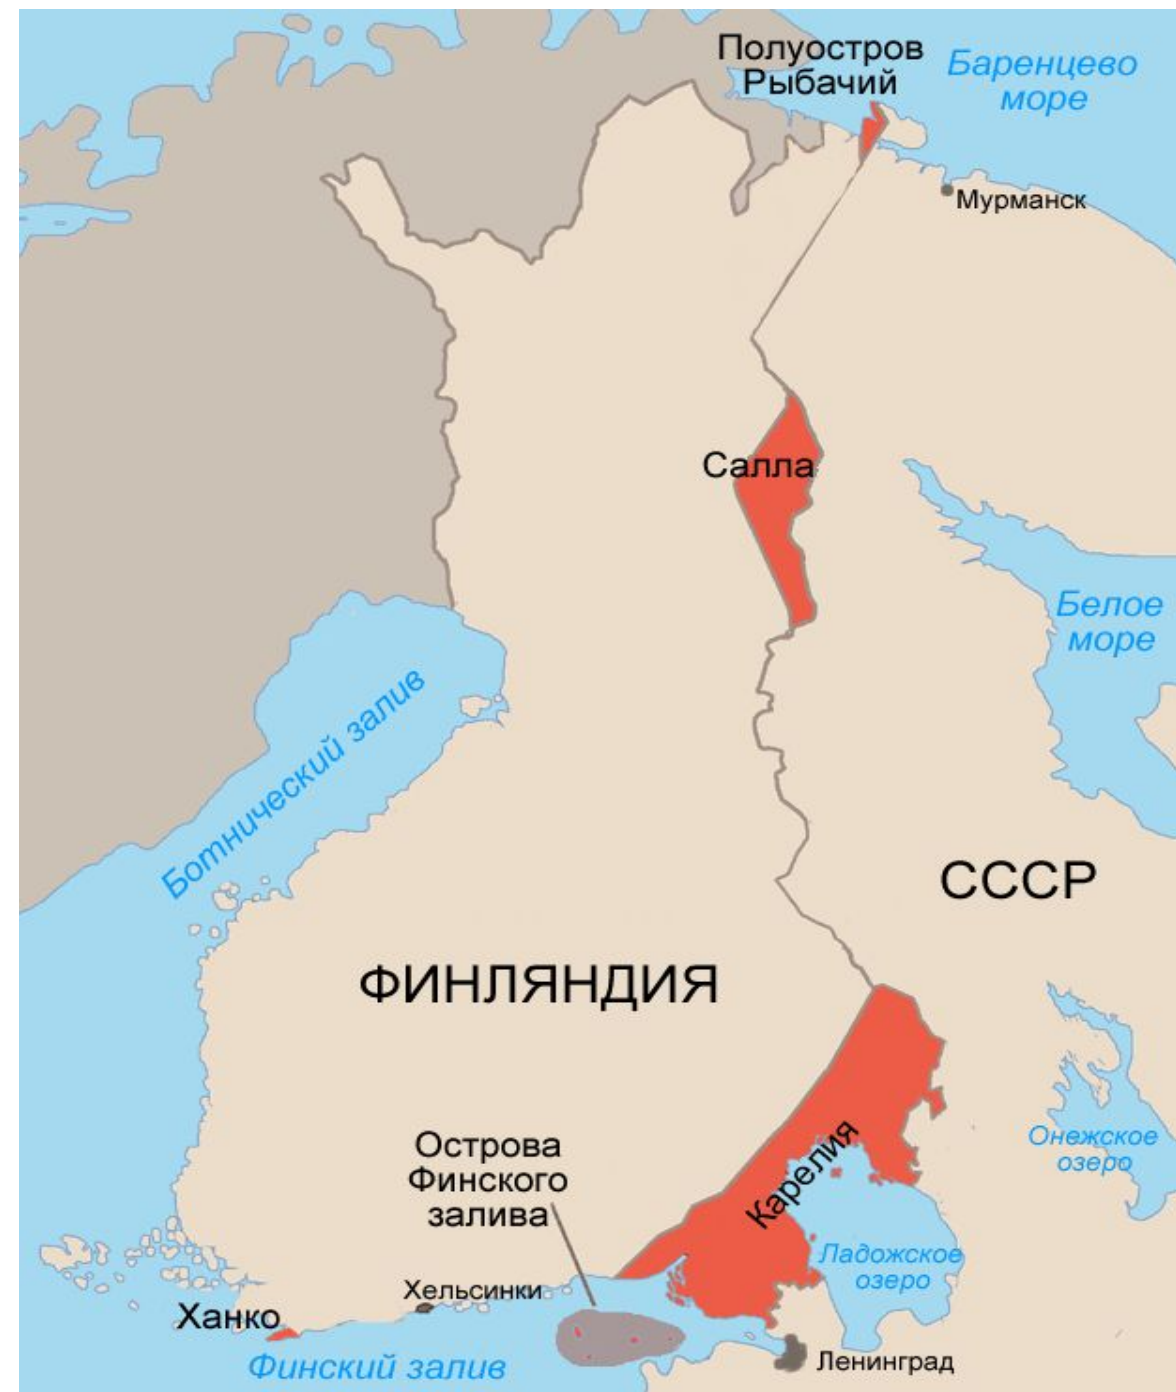 Полуостров
Рыбачий
Баренцево
море
Мурманск
Салла
Белое
море
Ботнический залив
СССР
ФИНЛЯНДИЯ
Острова
Финского
залива
Карелия
Онежское
озеро
Ладожское
озеро
Хельсинки
Ханко
Финский залив
Ленинград